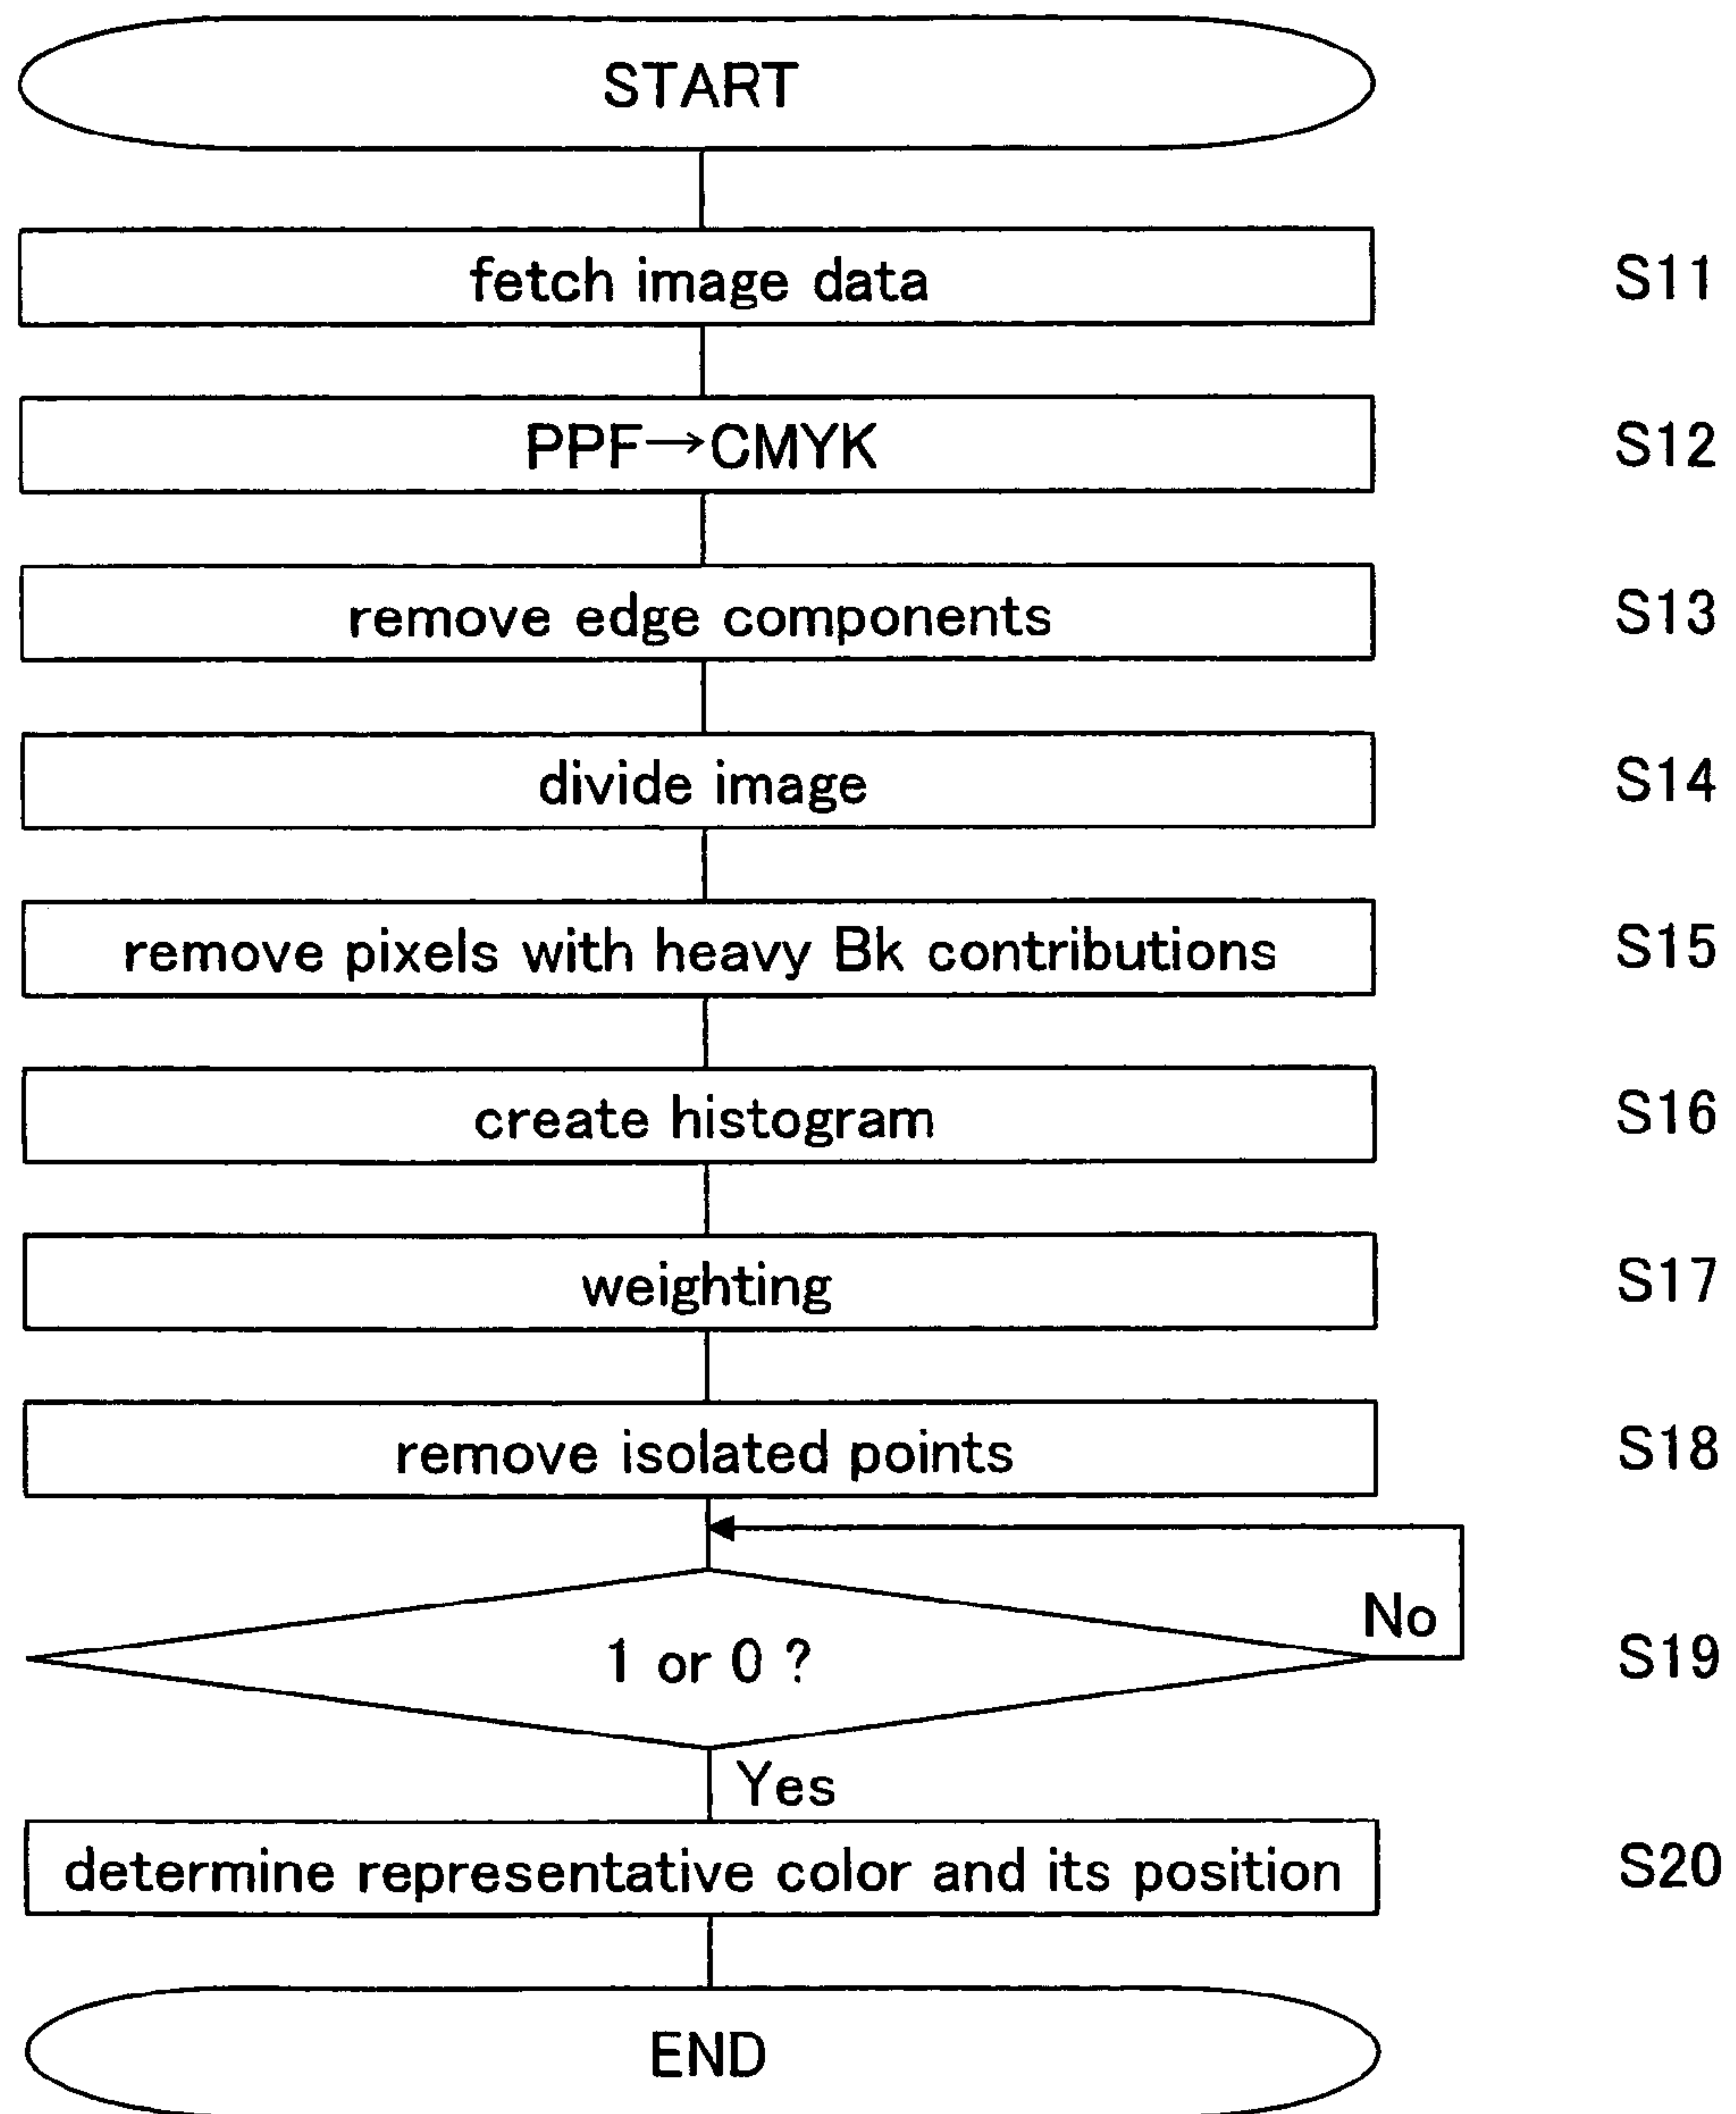 START
fetch image data S11
PPF→CMYK S12
remove edge components S13
divide image S14
remove pixels with heavy Bk contributions S15
create histogram S16
weighting S17
remove isolated points S18
No
1 or 0 ? S19
Yes
determine representative color and its position S20
END